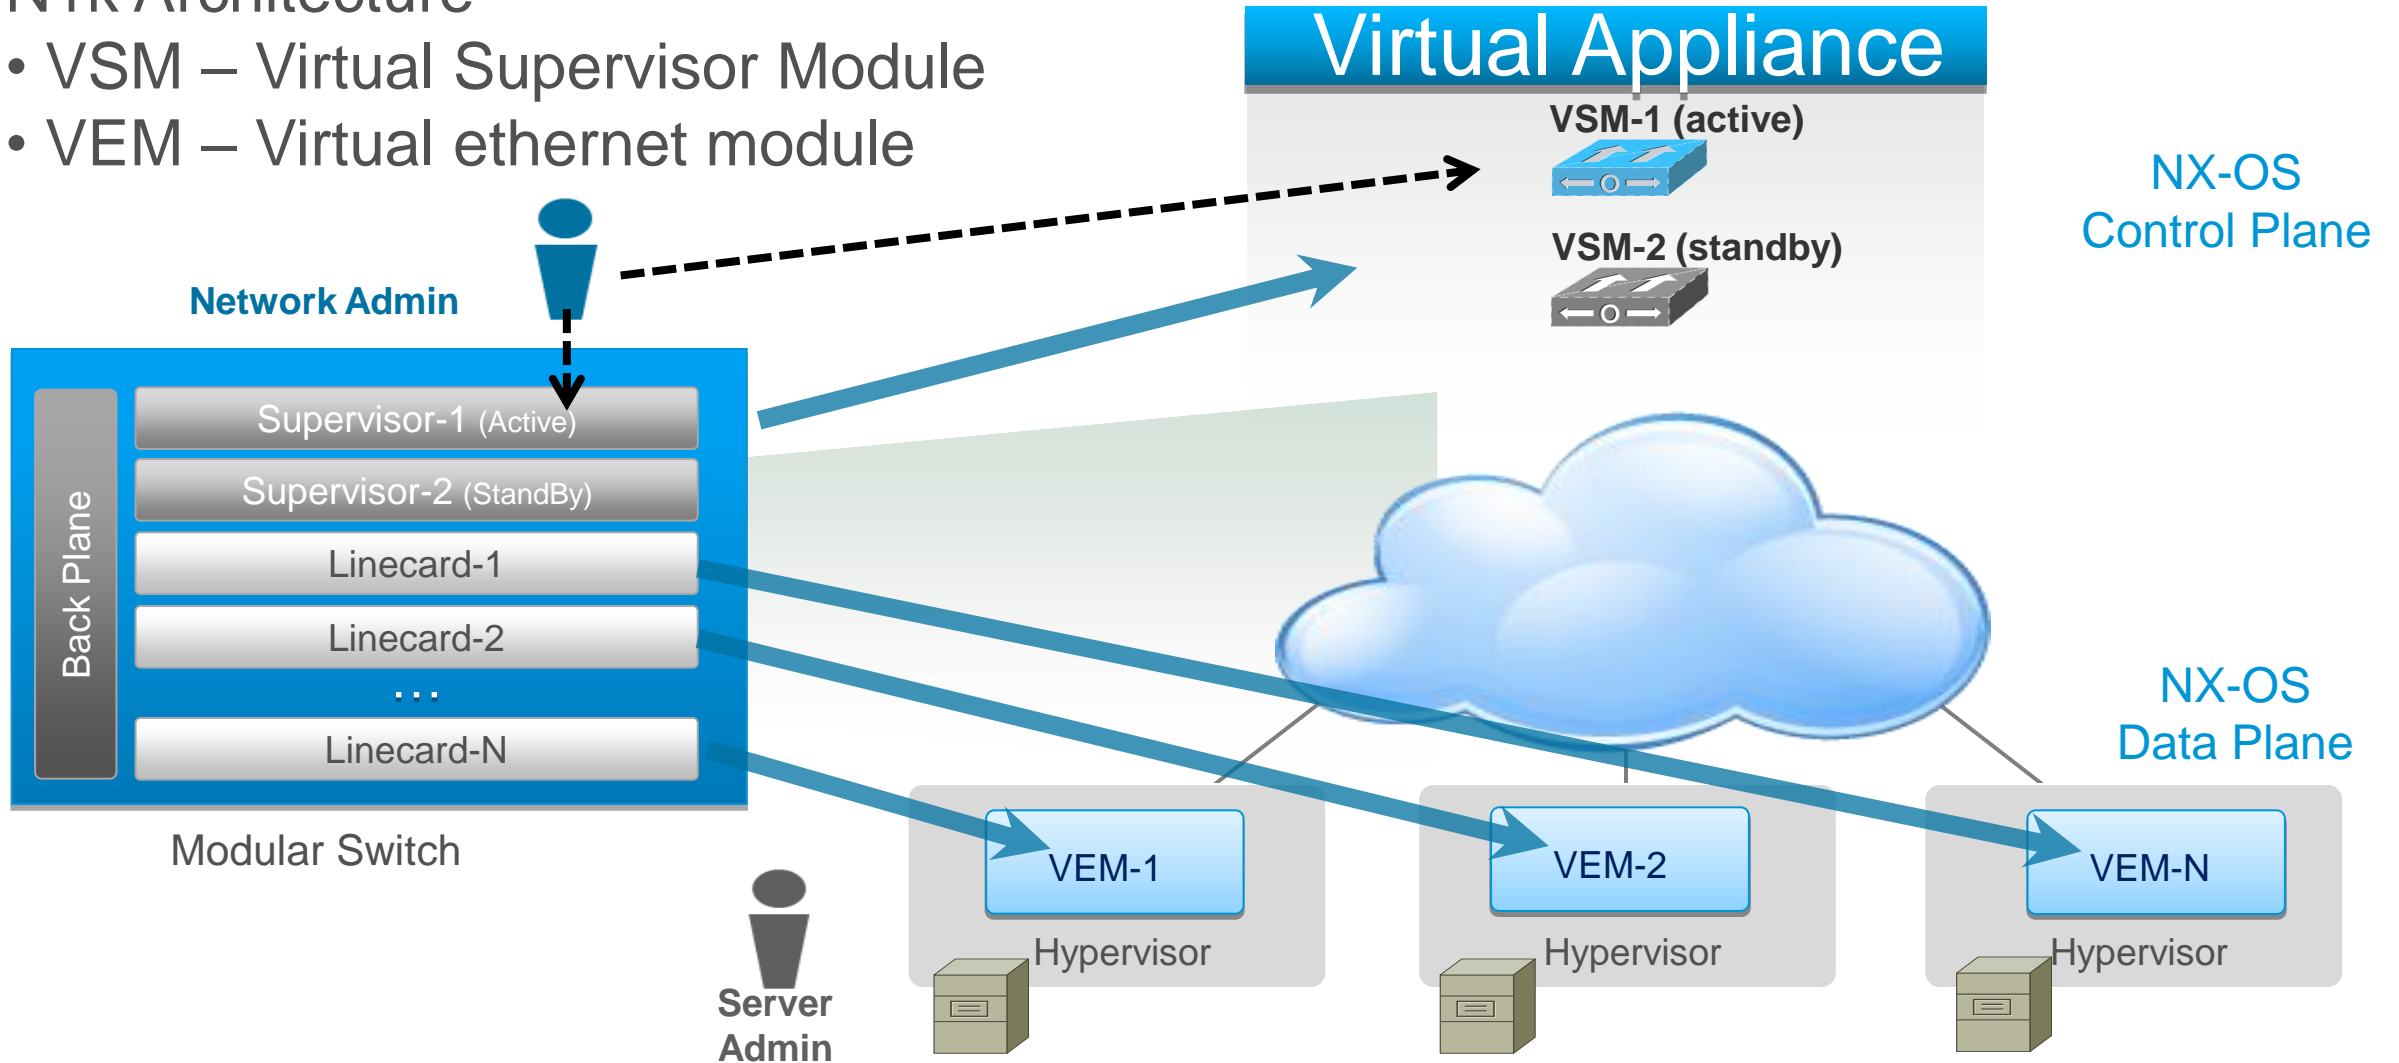 N1k Architecture
• VSM – Virtual Supervisor Module
• VEM – Virtual ethernet module
Virtual Appliance
VSM-1 (active)
VSM-2 (standby)
NX-OS
Control Plane
Network Admin
Back Plane
Supervisor-1 (Active)
Supervisor-2 (StandBy)
Linecard-1
Linecard-2
...
Linecard-N
Modular Switch
NX-OS
Data Plane
VEM-1
VEM-2
VEM-N
Hypervisor
Hypervisor
Hypervisor
Server
Admin